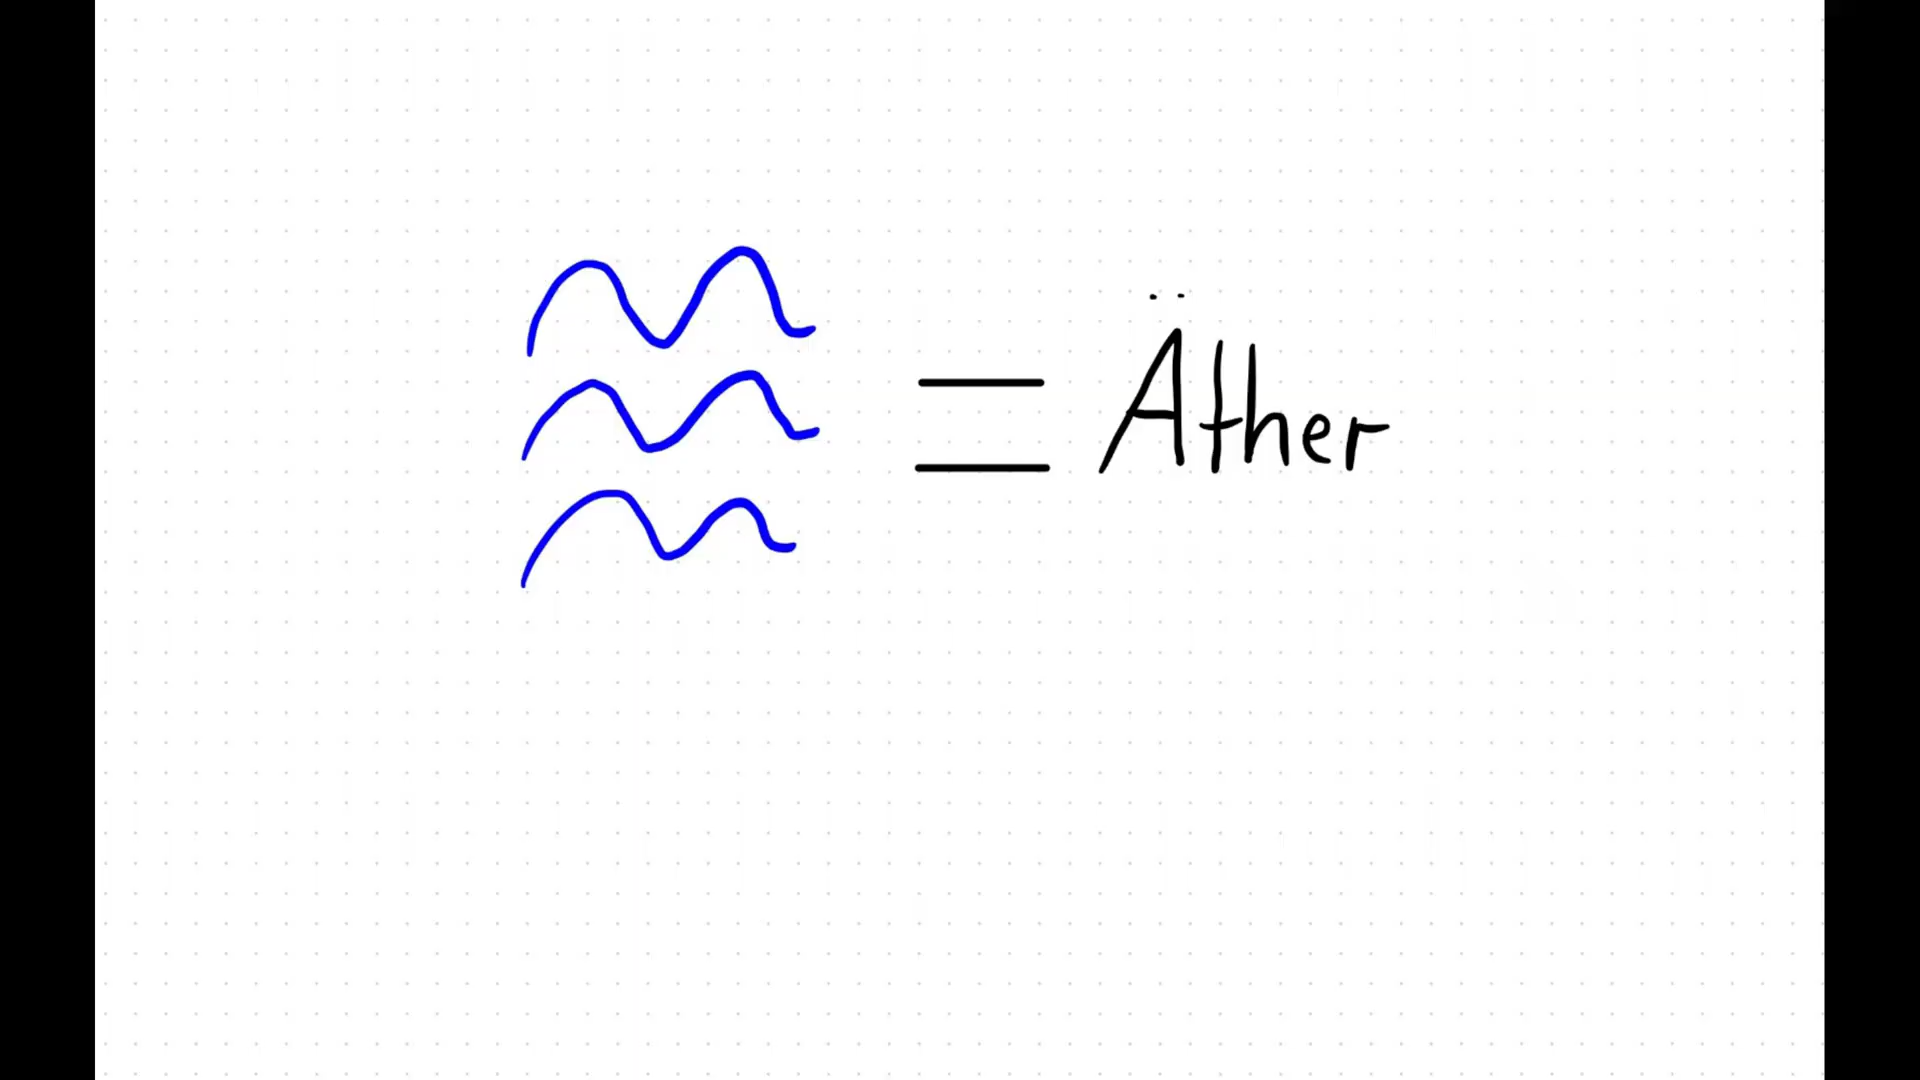 = Äther